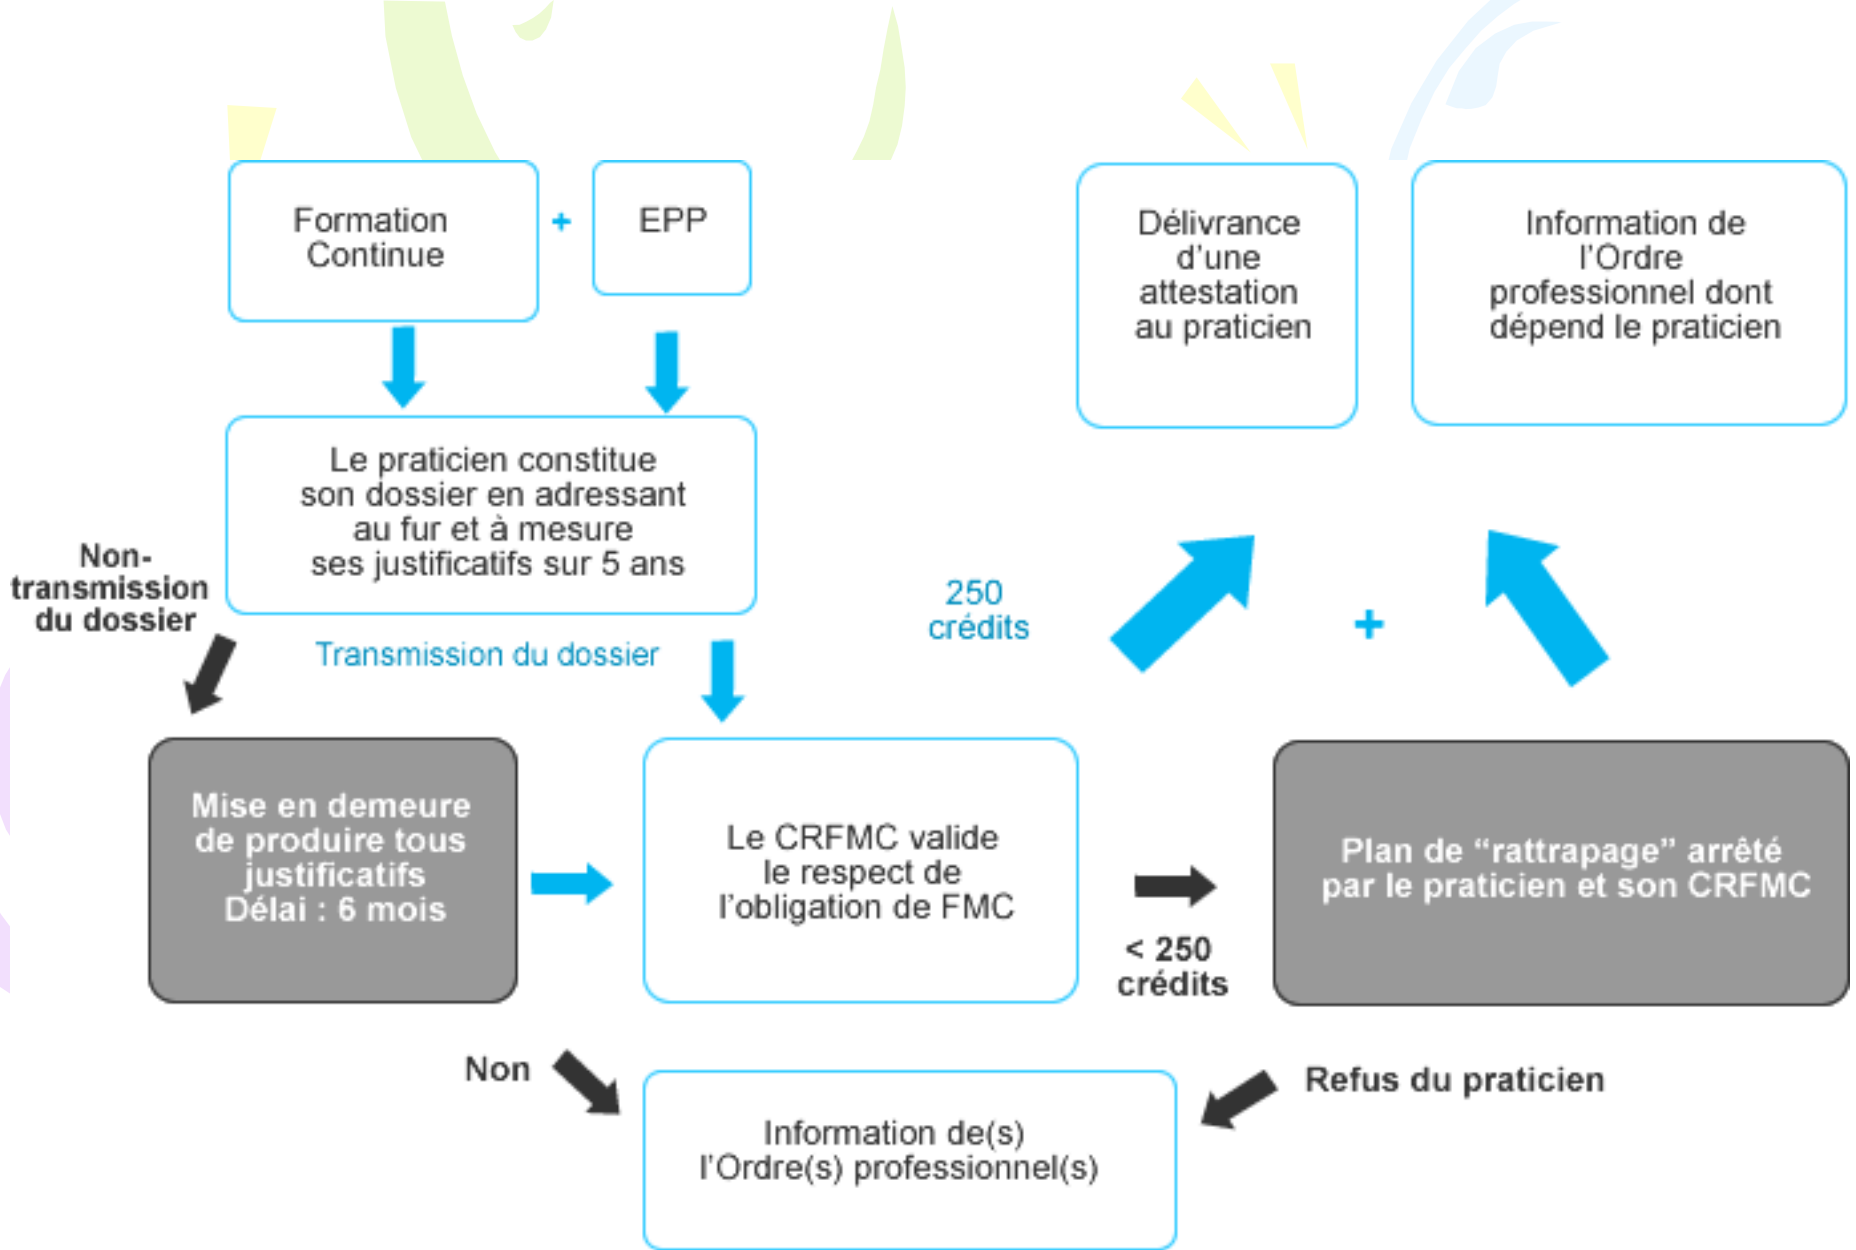 Formation
Continue
+
EPP
Délivrance
d’une
attestation
au praticien
Information de
l’Ordre
professionnel dont
dépend le praticien
Le praticien constitue
son dossier en adressant
au fur et à mesure
ses justificatifs sur 5 ans
Non-
transmission
du dossier
Transmission du dossier
250
crédits
+
Mise en demeure
de produire tous
justificatifs
Délai : 6 mois
Le CRFMC valide
le respect de
l’obligation de FMC
< 250
crédits
Plan de “rattrapage” arrêté
par le praticien et son CRFMC
Non
Refus du praticien
Information de(s)
l’Ordre(s) professionnel(s)